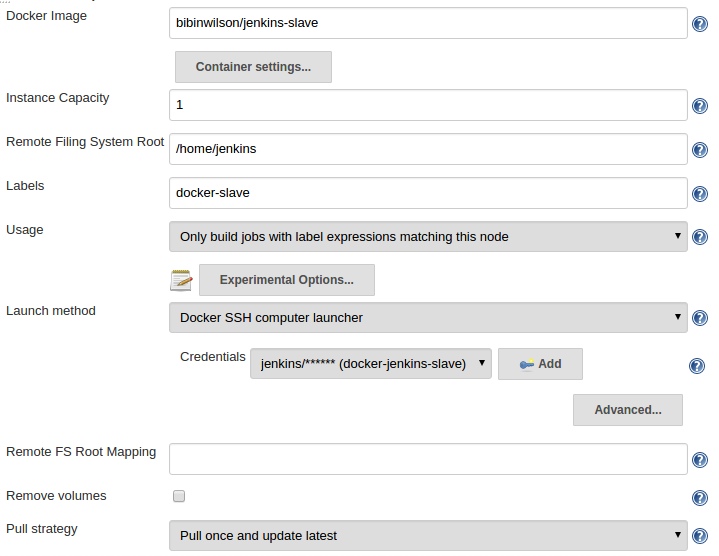 Docker Image
bibinwilson/jenkins-slave
Container settings...
Instance Capacity
1
Remote Filing System Root
/home/jenkins
Labels
docker-slave
Usage
Only build jobs with label expressions matching this node
Experimental Options...
Launch method
Docker SSH computer launcher
Credentials
jenkins/****** (docker-jenkins-slave)
Add
Advanced...
Remote FS Root Mapping
Remove volumes
Pull strategy
Pull once and update latest